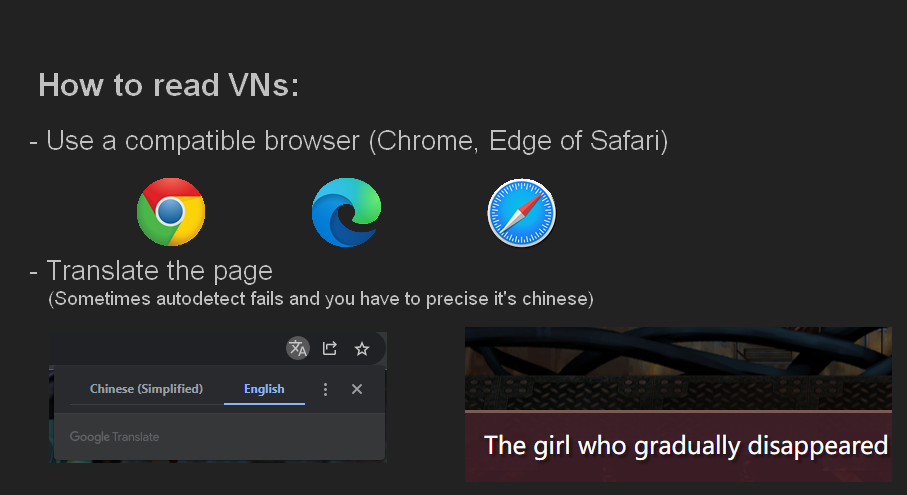 How to read VNs:
- Use a compatible browser (Chrome, Edge of Safari)
- Translate the page
(Sometimes autodetect fails and you have to precise it's chinese)
Chinese (Simplified) English
Google Translate
The girl who gradually disappeared